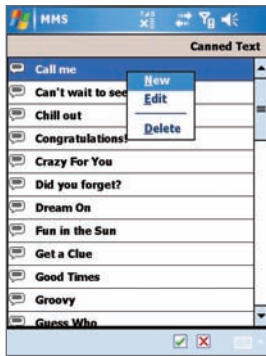 MMS
Canned Text
Call me
New
Can't wait to see
Edit
Chill out
Delete
Congratulations!
Crazy For You
Did you forget?
Dream On
Fun in the Sun
Get a Clue
Good Times
Groovy
Guess Who